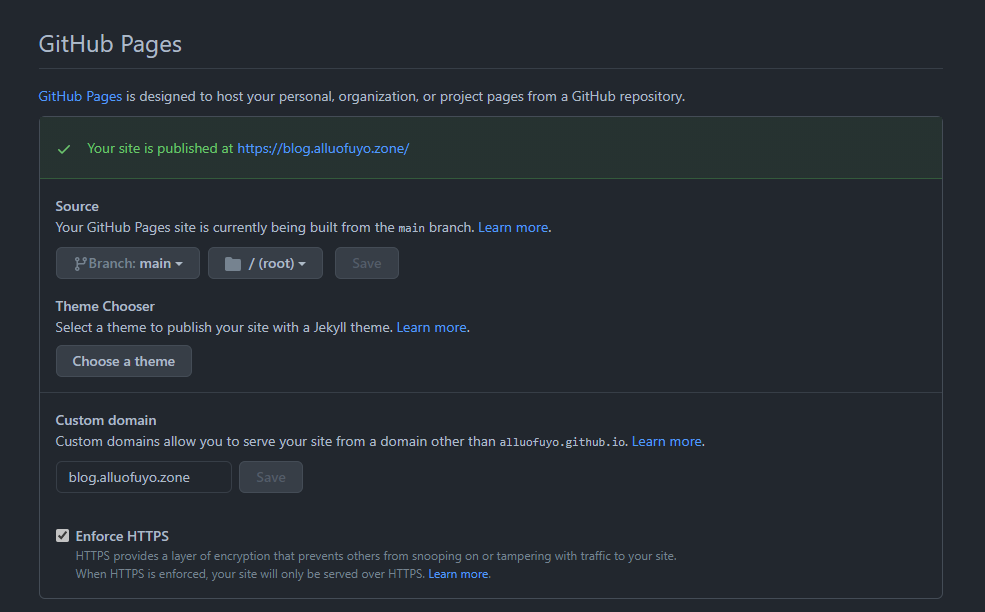 GitHub Pages
GitHub Pages is designed to host your personal, organization, or project pages from a GitHub repository.
Your site is published at https://blog.alluofuyo.zone/
Source
Your GitHub Pages site is currently being built from the main branch. Learn more.
Branch: main / (root) Save
Theme Chooser
Select a theme to publish your site with a Jekyll theme. Learn more.
Choose a theme
Custom domain
Custom domains allow you to serve your site from a domain other than alluofuyo.github.io. Learn more.
blog.alluofuyo.zone Save
Enforce HTTPS
HTTPS provides a layer of encryption that prevents others from snooping on or tampering with traffic to your site.
When HTTPS is enforced, your site will only be served over HTTPS. Learn more.